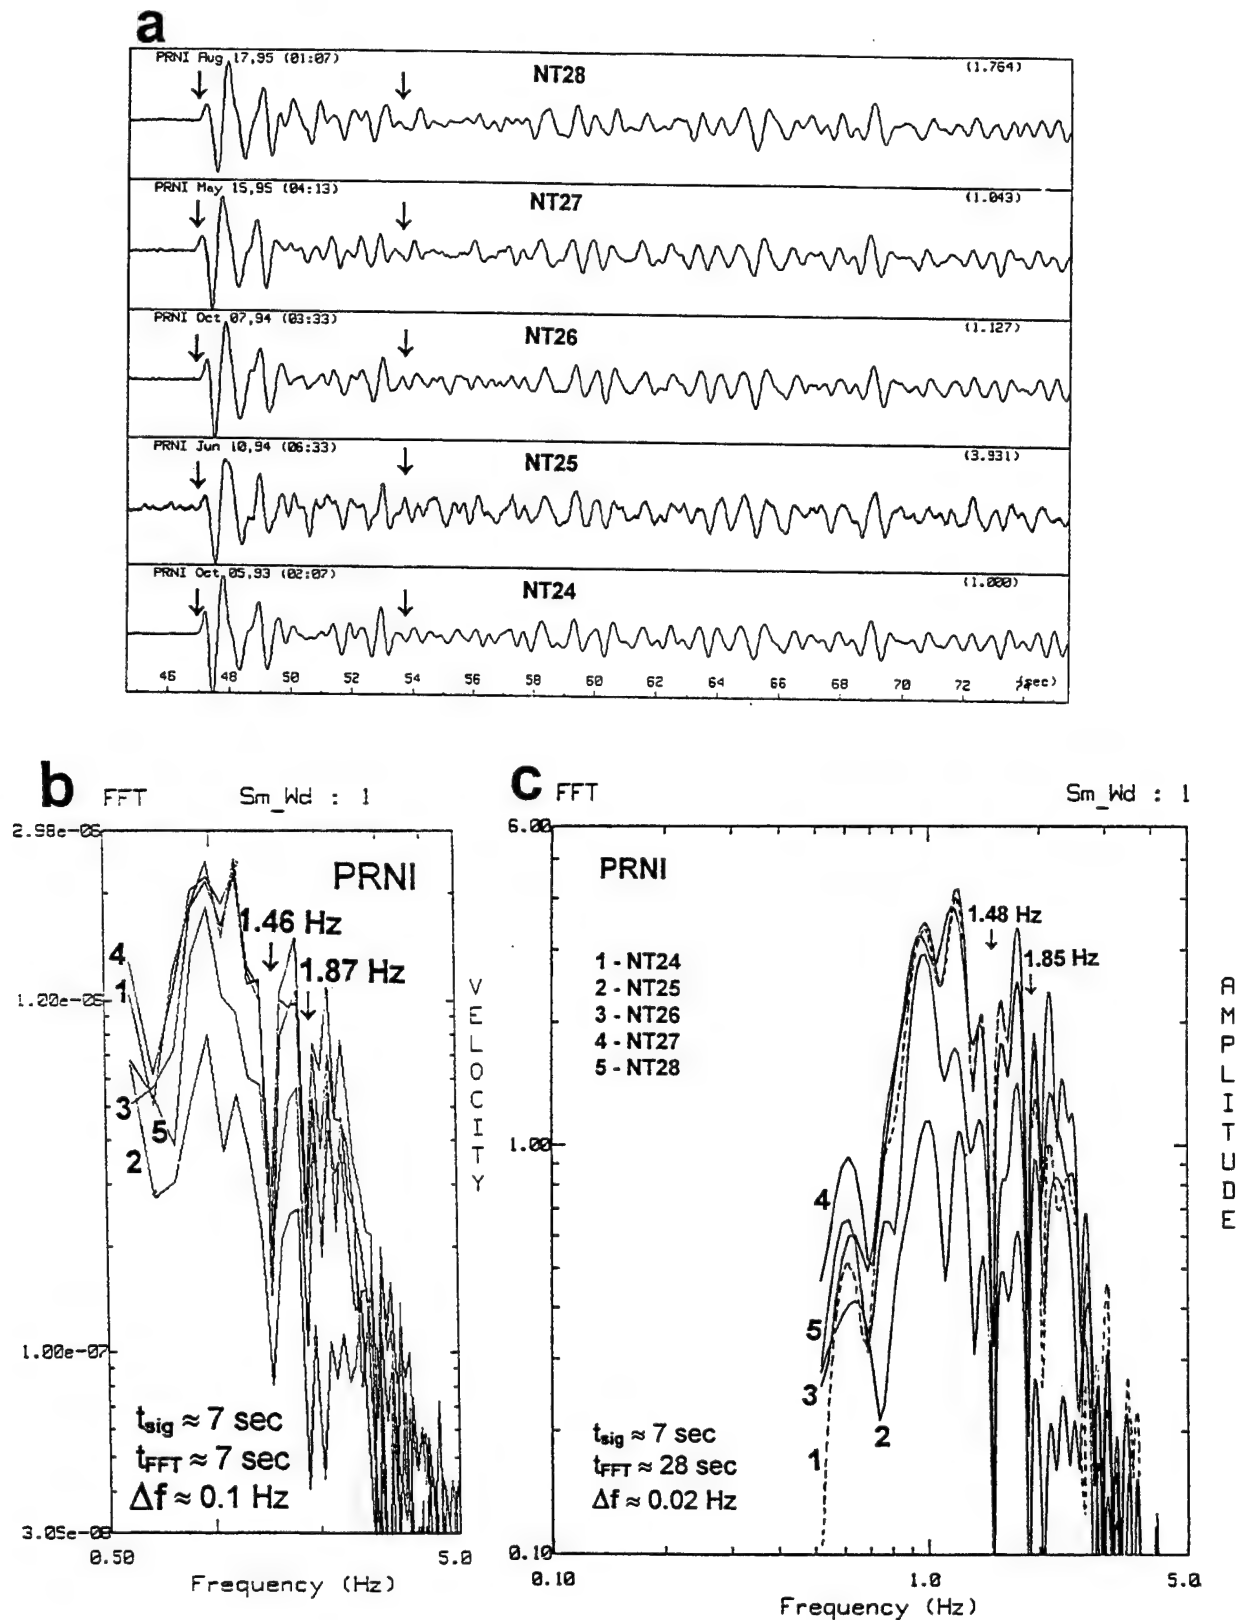 a
PRNI Aug 17,95 (01:07)
NT28
(1.764)
PRNI May 15,95 (04:13)
NT27
(1.043)
PRNI Oct 07,94 (03:33)
NT26
(1.127)
PRNI Jun 10,94 (06:33)
NT25
(3.931)
PRNI Oct 05,93 (02:07)
NT24
(1.000)
46 48 50 52 54 56 58 60 62 64 66 68 70 72 74 (sec)
b
FFT Sm_Wd : 1
2.98e-06
PRNI
1.46 Hz
1.87 Hz
4
1
1.00e-06
3
5
2
VELOCITY
1.00e-07
tsig ≈ 7 sec
tFFT ≈ 7 sec
Δf ≈ 0.1 Hz
3.05e-08
0.50 5.0
Frequency (Hz)
c
FFT Sm_Wd : 1
6.00
PRNI
1.48 Hz
1.85 Hz
1 - NT24
2 - NT25
3 - NT26
4 - NT27
5 - NT28
1.00
4
5
3
2
1
AMPLITUDE
tsig ≈ 7 sec
tFFT ≈ 28 sec
Δf ≈ 0.02 Hz
0.10
0.10 1.0 5.0
Frequency (Hz)